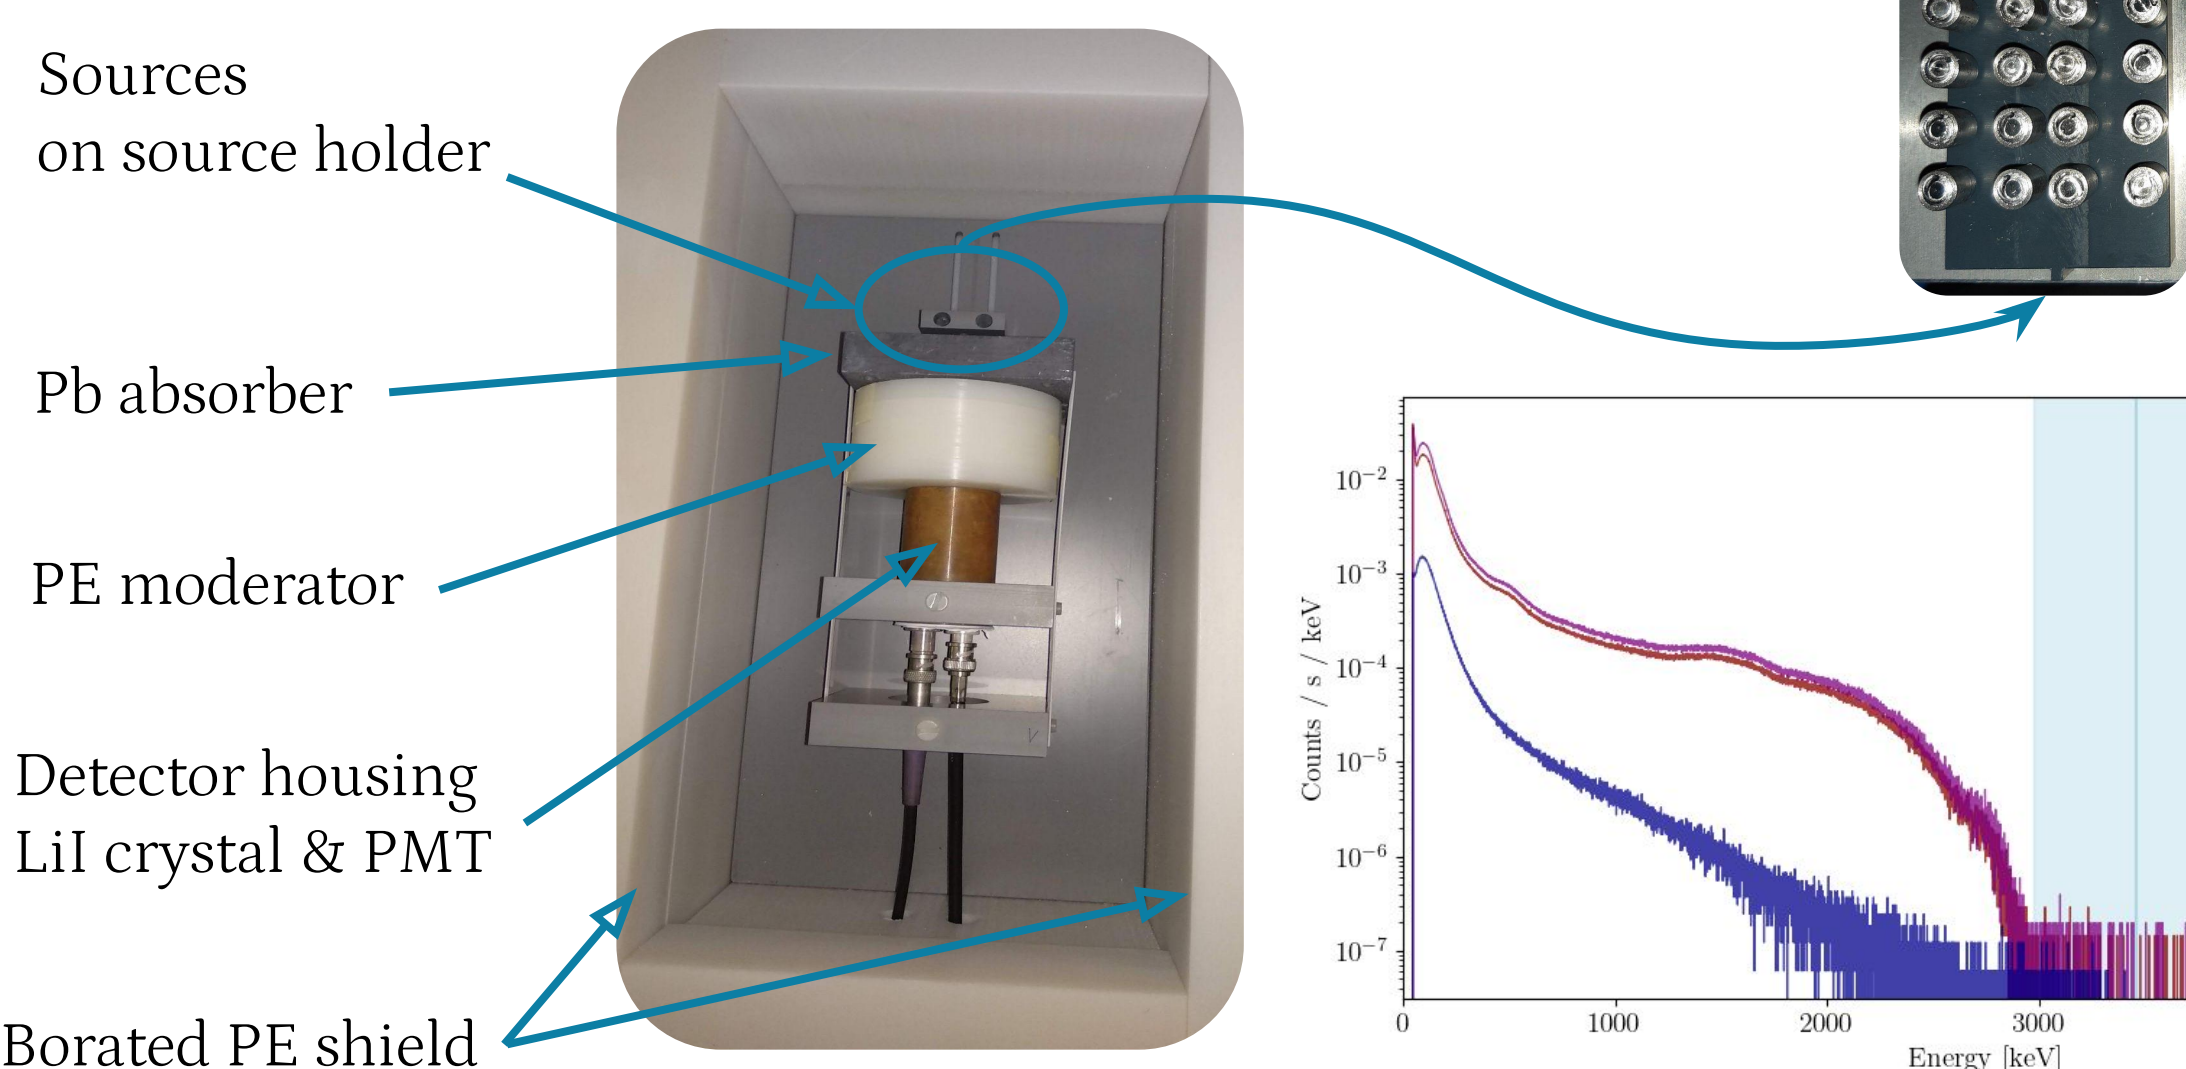 Sources
on source holder
Pb absorber
PE moderator
Detector housing
LiI crystal & PMT
Borated PE shield
Counts / s / keV
10⁻²
10⁻³
10⁻⁴
10⁻⁵
10⁻⁶
10⁻⁷
0 1000 2000 3000
Energy [keV]